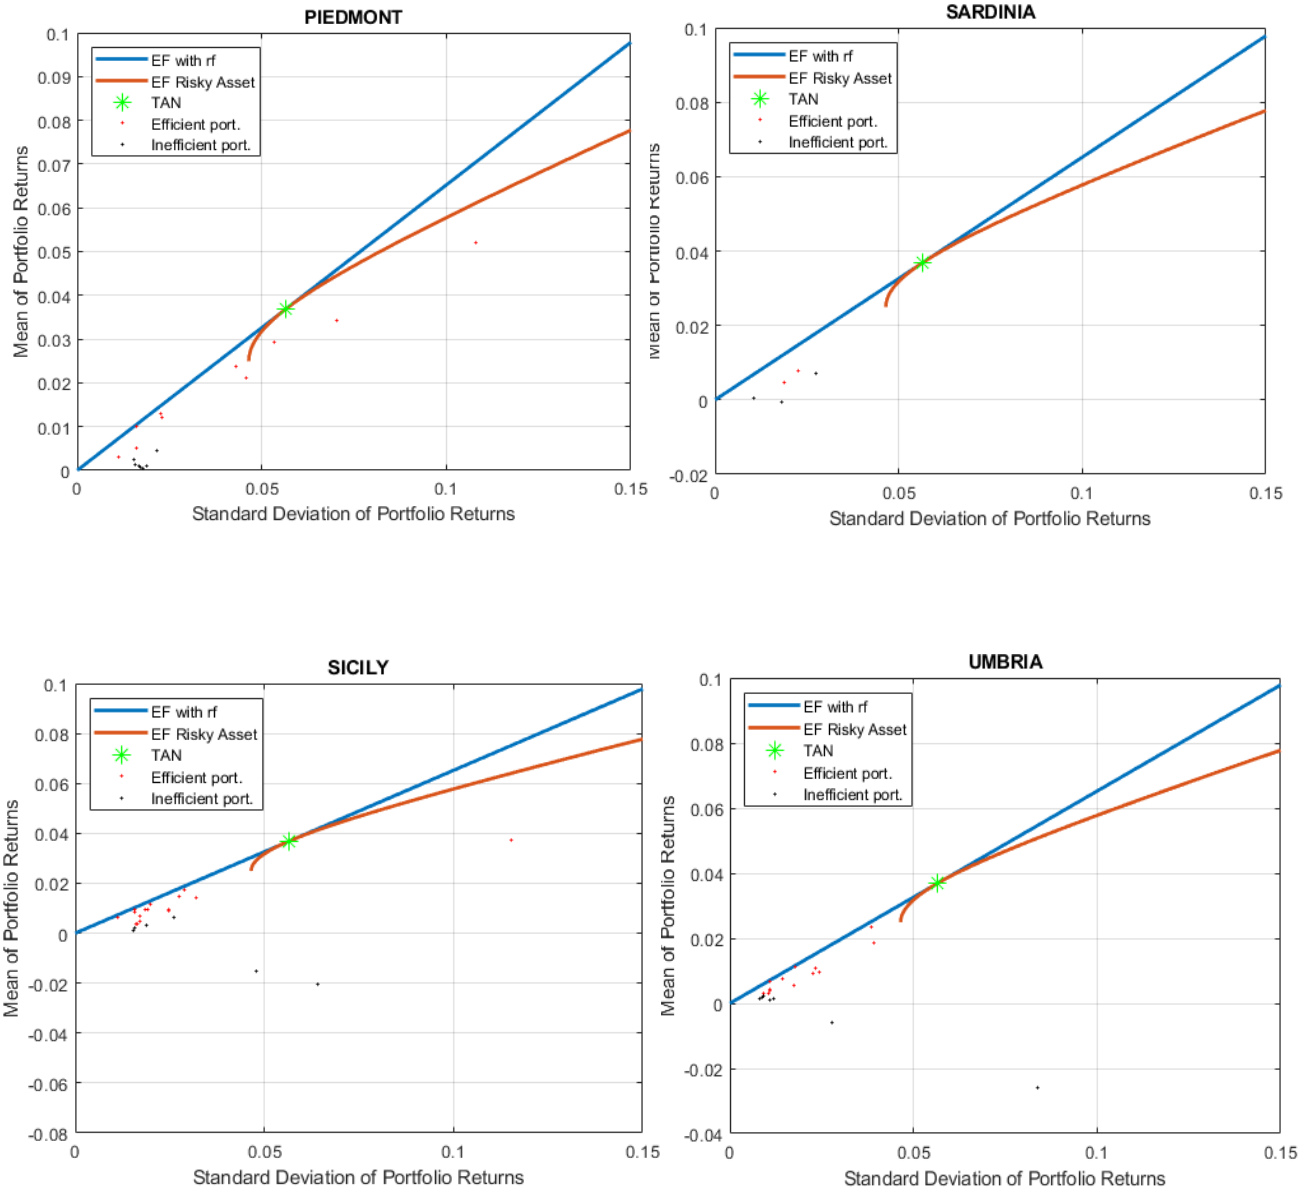 PIEDMONT
EF with rf
EF Risky Asset
TAN
Efficient port.
Inefficient port.
0.1
0.09
0.08
0.07
0.06
0.05
0.04
0.03
0.02
0.01
0
0
0.05
0.1
0.15
Mean of Portfolio Returns
Standard Deviation of Portfolio Returns
SARDINIA
EF with rf
EF Risky Asset
TAN
Efficient port.
Inefficient port.
0.1
0.08
0.06
0.04
0.02
0
-0.02
0
0.05
0.1
0.15
Mean of Portfolio Returns
Standard Deviation of Portfolio Returns
SICILY
EF with rf
EF Risky Asset
TAN
Efficient port.
Inefficient port.
0.1
0.08
0.06
0.04
0.02
0
-0.02
-0.04
-0.06
-0.08
0
0.05
0.1
0.15
Mean of Portfolio Returns
Standard Deviation of Portfolio Returns
UMBRIA
EF with rf
EF Risky Asset
TAN
Efficient port.
Inefficient port.
0.1
0.08
0.06
0.04
0.02
0
-0.02
-0.04
0
0.05
0.1
0.15
Mean of Portfolio Returns
Standard Deviation of Portfolio Returns